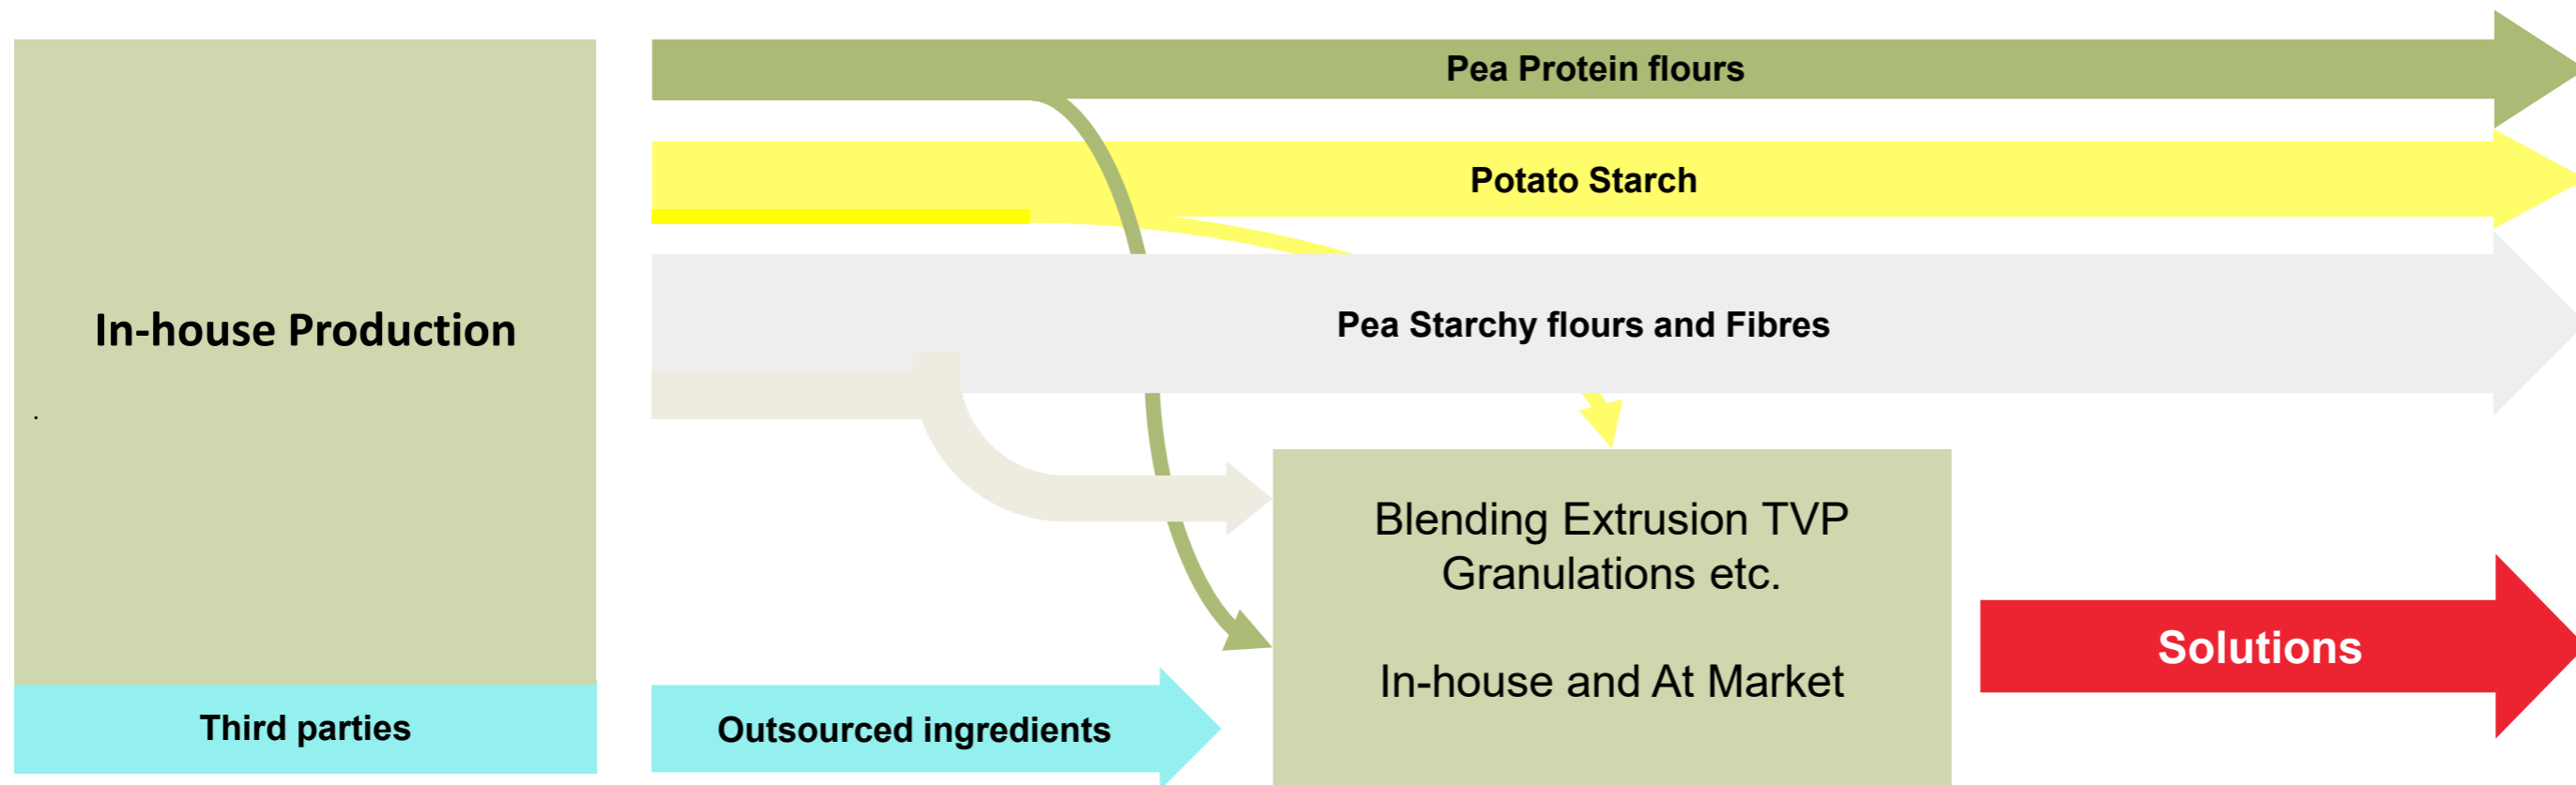 Pea Protein flours
Potato Starch
Pea Starchy flours and Fibres
In-house Production
.
Blending Extrusion TVP
Granulations etc.
In-house and At Market
Solutions
Third parties
Outsourced ingredients